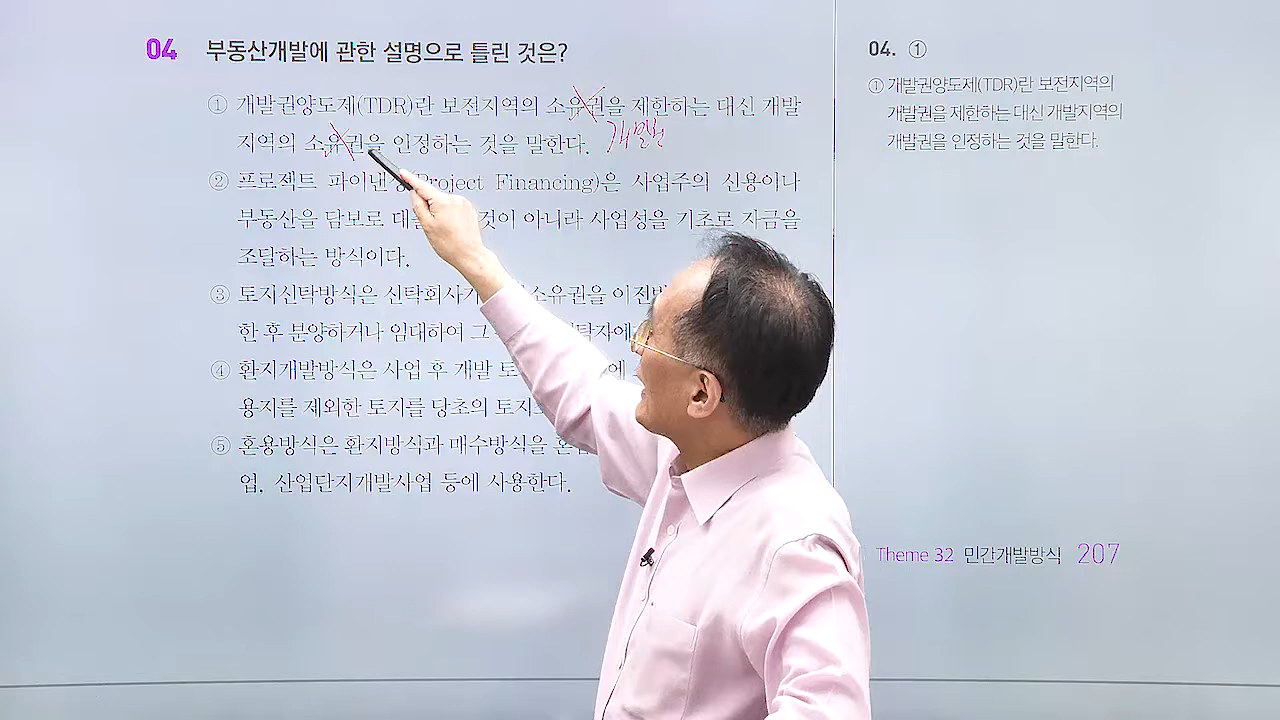 04 부동산개발에 관한 설명으로 틀린 것은?
① 개발권양도제(TDR)란 보전지역의 소유권을 제한하는 대신 개발
지역의 소유권을 인정하는 것을 말한다. 개발권
② 프로젝트 파이낸싱(Project Financing)은 사업주의 신용이나
부동산을 담보로 것이 아니라 사업성을 기초로 자금을
조달하는 방식이다.
③ 토지신탁방식은 소유권을
한 후 분양하거나 임대하여
④ 환지개발방식은 사업 후 개발
용지를 제외한 토지를 당초의
⑤ 혼용방식은 환지방식과 매수방식을
업, 산업단지개발사업 등에 사용한다.
04. ①
① 개발권양도제(TDR)란 보전지역의
개발권을 제한하는 대신 개발지역의
개발권을 인정하는 것을 말한다.
Theme 32 민간개발방식 207